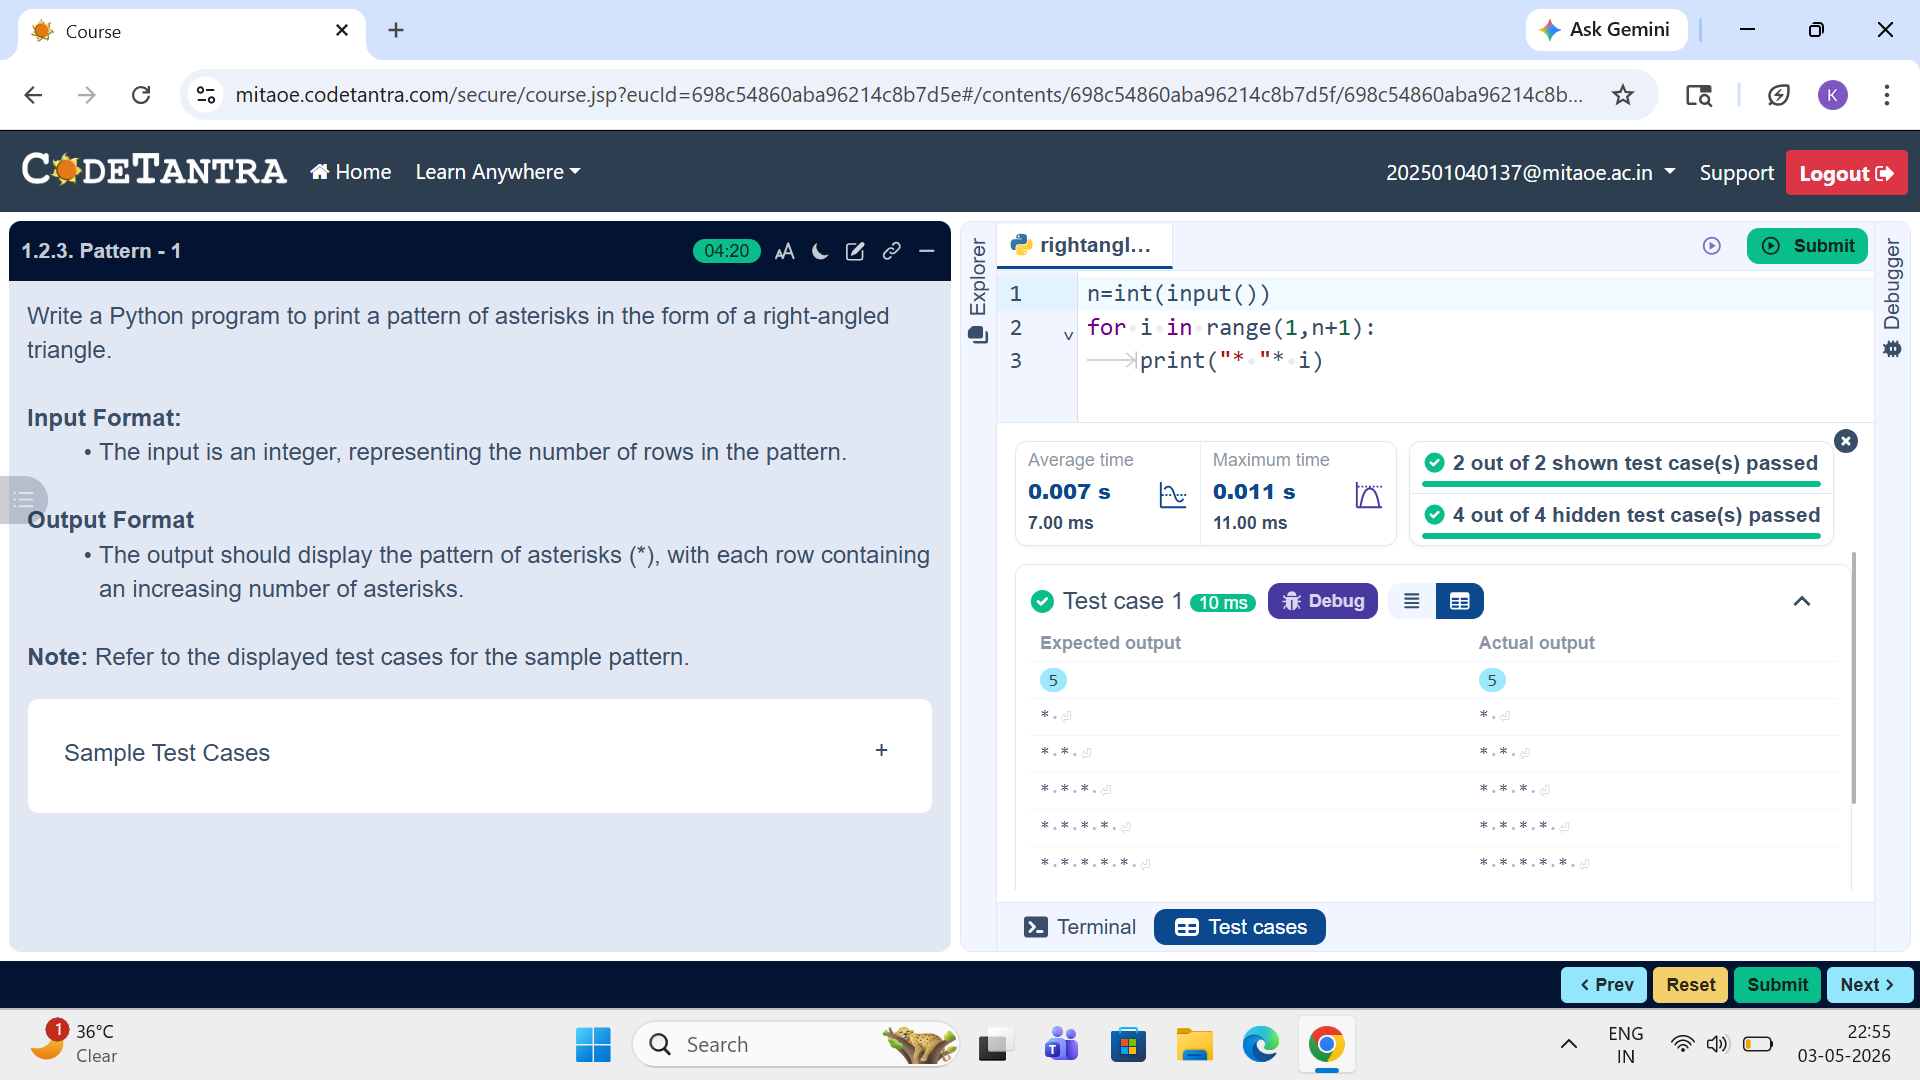 Course
Ask Gemini
mitaoe.codetantra.com/secure/course.jsp?eucId=698c54860aba96214c8b7d5e#/contents/698c54860aba96214c8b7d5f/698c54860aba96214c8b...
K
CODETANTRA
Home
Learn Anywhere
202501040137@mitaoe.ac.in
Support
Logout
1.2.3. Pattern - 1
04:20
Write a Python program to print a pattern of asterisks in the form of a right-angled
triangle.
Input Format:
• The input is an integer, representing the number of rows in the pattern.
Output Format
• The output should display the pattern of asterisks (*), with each row containing
an increasing number of asterisks.
Note: Refer to the displayed test cases for the sample pattern.
Sample Test Cases
+
Explorer
rightangl...
Submit
Debugger
1 n=int(input())
2 for i in range(1,n+1):
3 print("* "* i)
Average time
0.007 s
7.00 ms
Maximum time
0.011 s
11.00 ms
2 out of 2 shown test case(s) passed
4 out of 4 hidden test case(s) passed
Test case 1 10 ms
Debug
Expected output Actual output
5 5
*·⏎ *·⏎
*·*·⏎ *·*·⏎
*·*·*·⏎ *·*·*·⏎
*·*·*·*·⏎ *·*·*·*·⏎
*·*·*·*·*·⏎ *·*·*·*·*·⏎
Terminal
Test cases
< Prev
Reset
Submit
Next >
1
36°C
Clear
Search
ENG
IN
22:55
03-05-2026